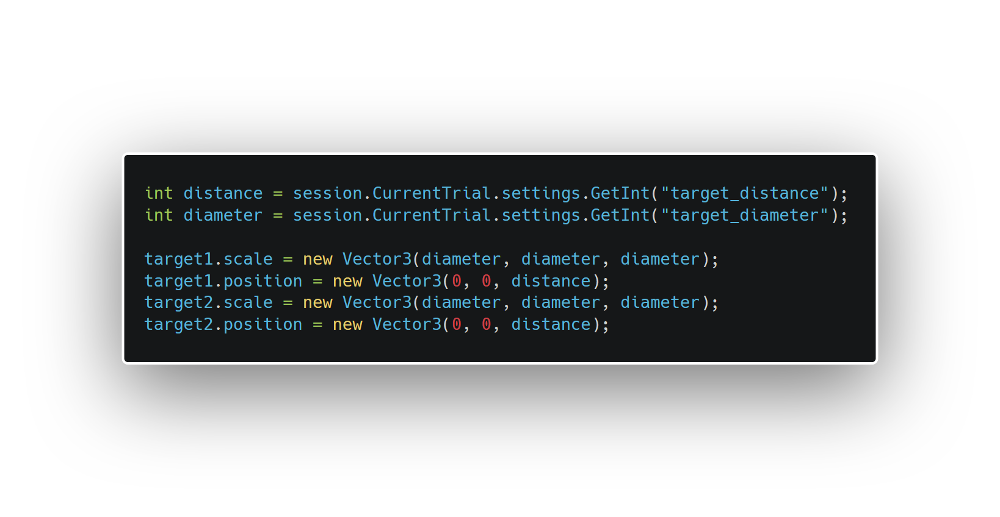 int distance = session.CurrentTrial.settings.GetInt("target_distance");
int diameter = session.CurrentTrial.settings.GetInt("target_diameter");
target1.scale = new Vector3(diameter, diameter, diameter);
target1.position = new Vector3(0, 0, distance);
target2.scale = new Vector3(diameter, diameter, diameter);
target2.position = new Vector3(0, 0, distance);